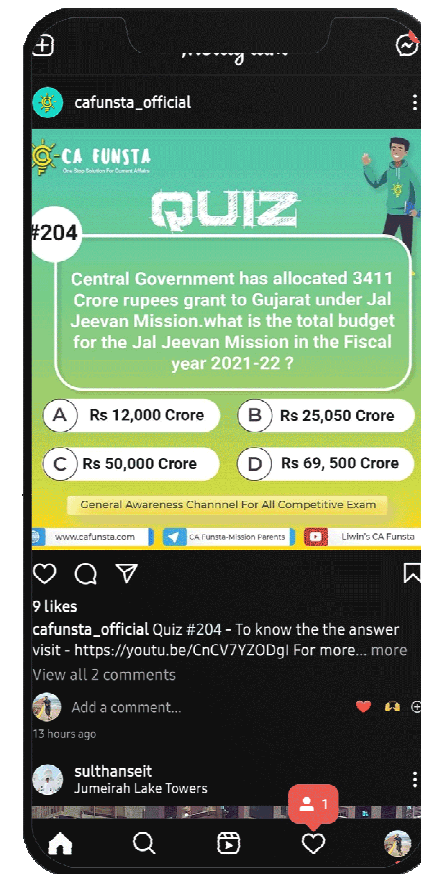 cafunsta_official
CA FUNSTA
One Stop Solution For Current Affairs
QUIZ
#204
Central Government has allocated 3411
Crore rupees grant to Gujarat under Jal
Jeevan Mission.what is the total budget
for the Jal Jeevan Mission in the Fiscal
year 2021-22 ?
A Rs 12,000 Crore
B Rs 25,050 Crore
C Rs 50,000 Crore
D Rs 69, 500 Crore
General Awareness Channnel For All Competitive Exam
www.cafunsta.com
CA Funsta-Mission Parents
Liwin's CA Funsta
9 likes
cafunsta_official Quiz #204 - To know the the answer
visit - https://youtu.be/CnCV7YZODgI For more... more
View all 2 comments
Add a comment...
13 hours ago
sulthanseit
Jumeirah Lake Towers
1